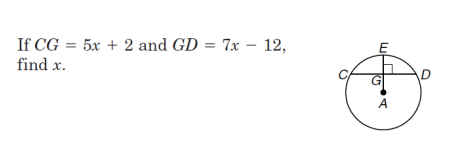 If CG = 5x + 2 and GD = 7x − 12,
find x.
E
C
G
D
A